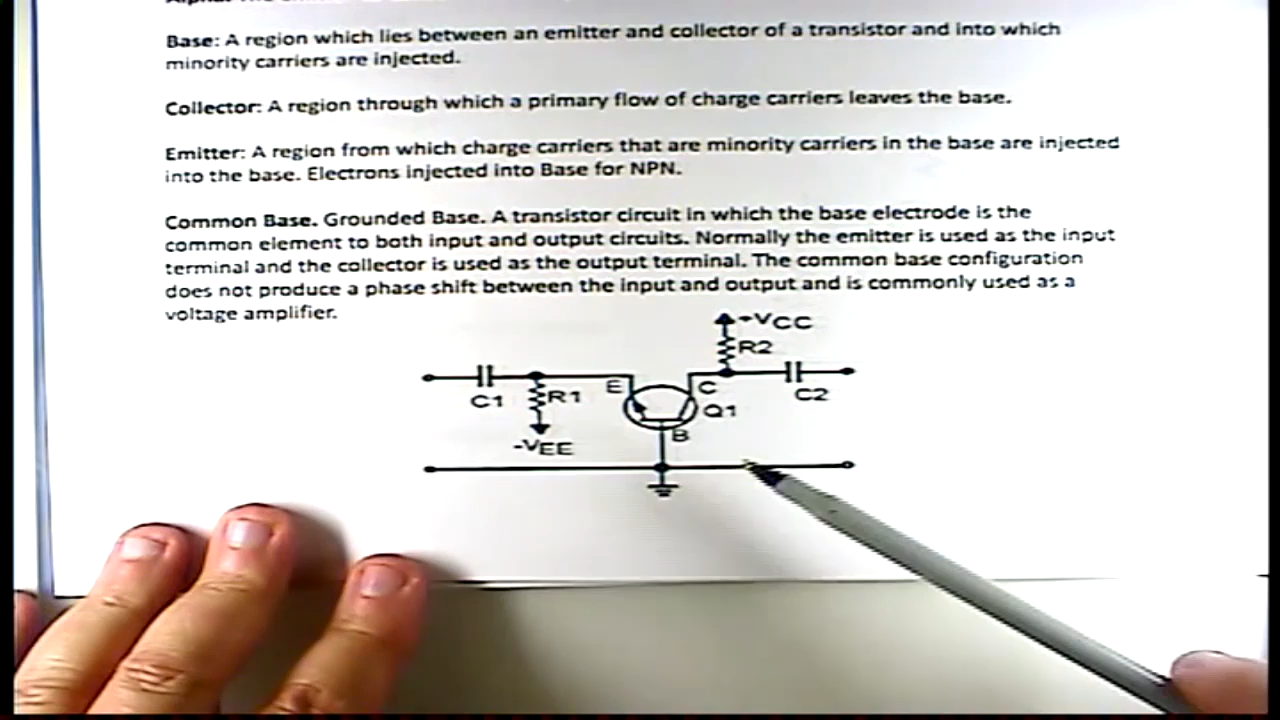 Base: A region which lies between an emitter and collector of a transistor and into which
minority carriers are injected.
Collector: A region through which a primary flow of charge carriers leaves the base.
Emitter: A region from which charge carriers that are minority carriers in the base are injected
into the base. Electrons injected into Base for NPN.
Common Base. Grounded Base. A transistor circuit in which the base electrode is the
common element to both input and output circuits. Normally the emitter is used as the input
terminal and the collector is used as the output terminal. The common base configuration
does not produce a phase shift between the input and output and is commonly used as a
voltage amplifier.
+VCC
R2
E
C
C1
R1
C2
Q1
B
-VEE